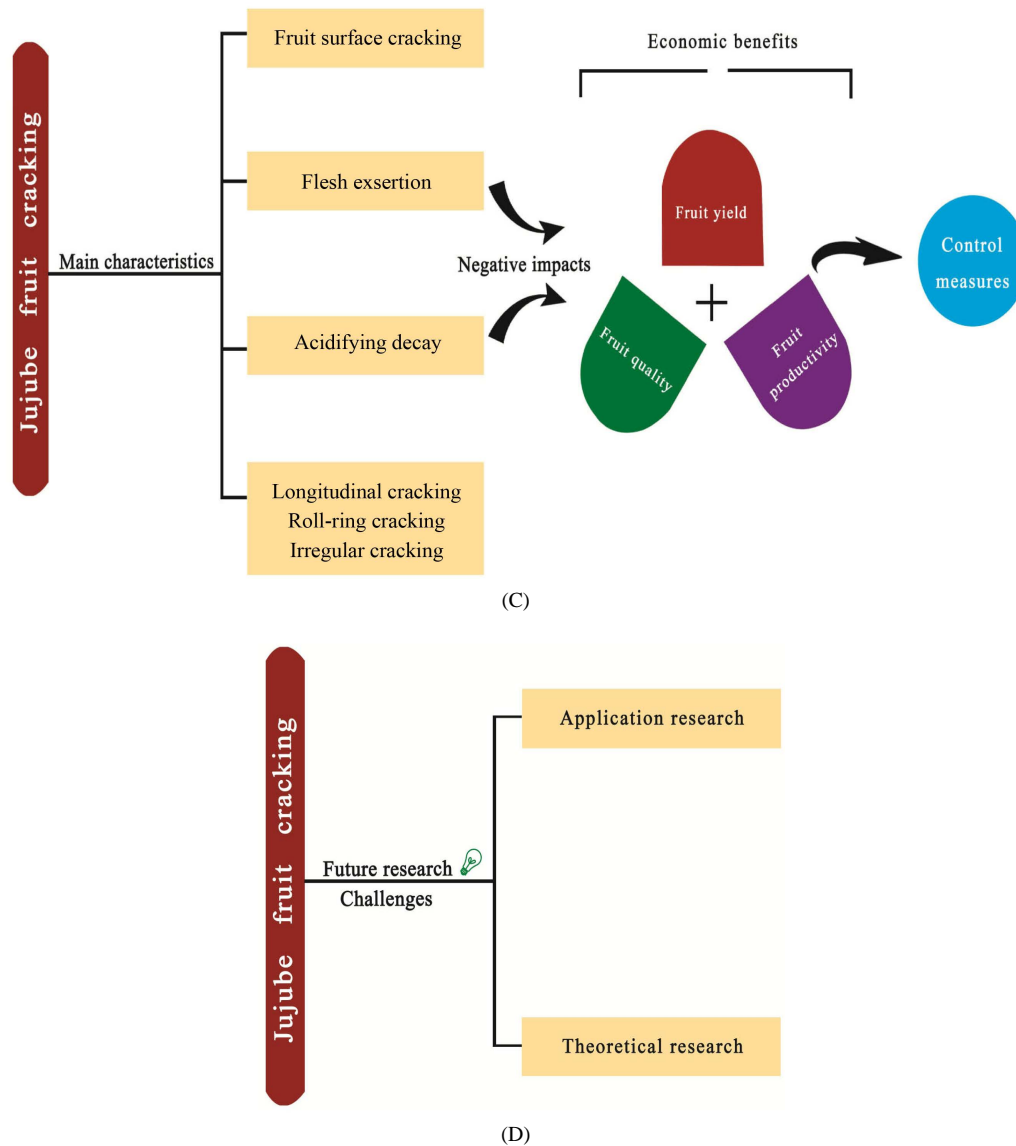 Jujube fruit cracking
Main characteristics
Fruit surface cracking
Flesh exsertion
Acidifying decay
Longitudinal cracking
Roll-ring cracking
Irregular cracking
Negative impacts
Economic benefits
Fruit yield
Fruit quality
Fruit
productivity
Control
measures
(C)
Jujube fruit cracking
Future research
Challenges
Application research
Theoretical research
(D)